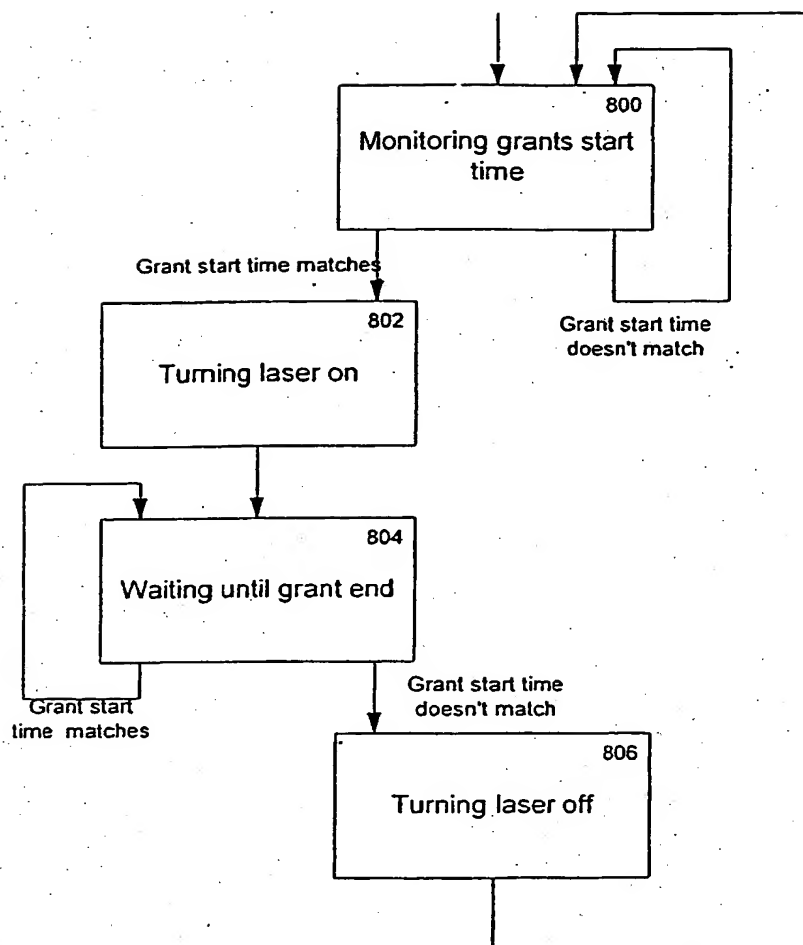 800
Monitoring grants start
time
Grant start time matches
Grant start time
doesn't match
802
Turning laser on
804
Waiting until grant end
Grant start
time matches
Grant start time
doesn't match
806
Turning laser off